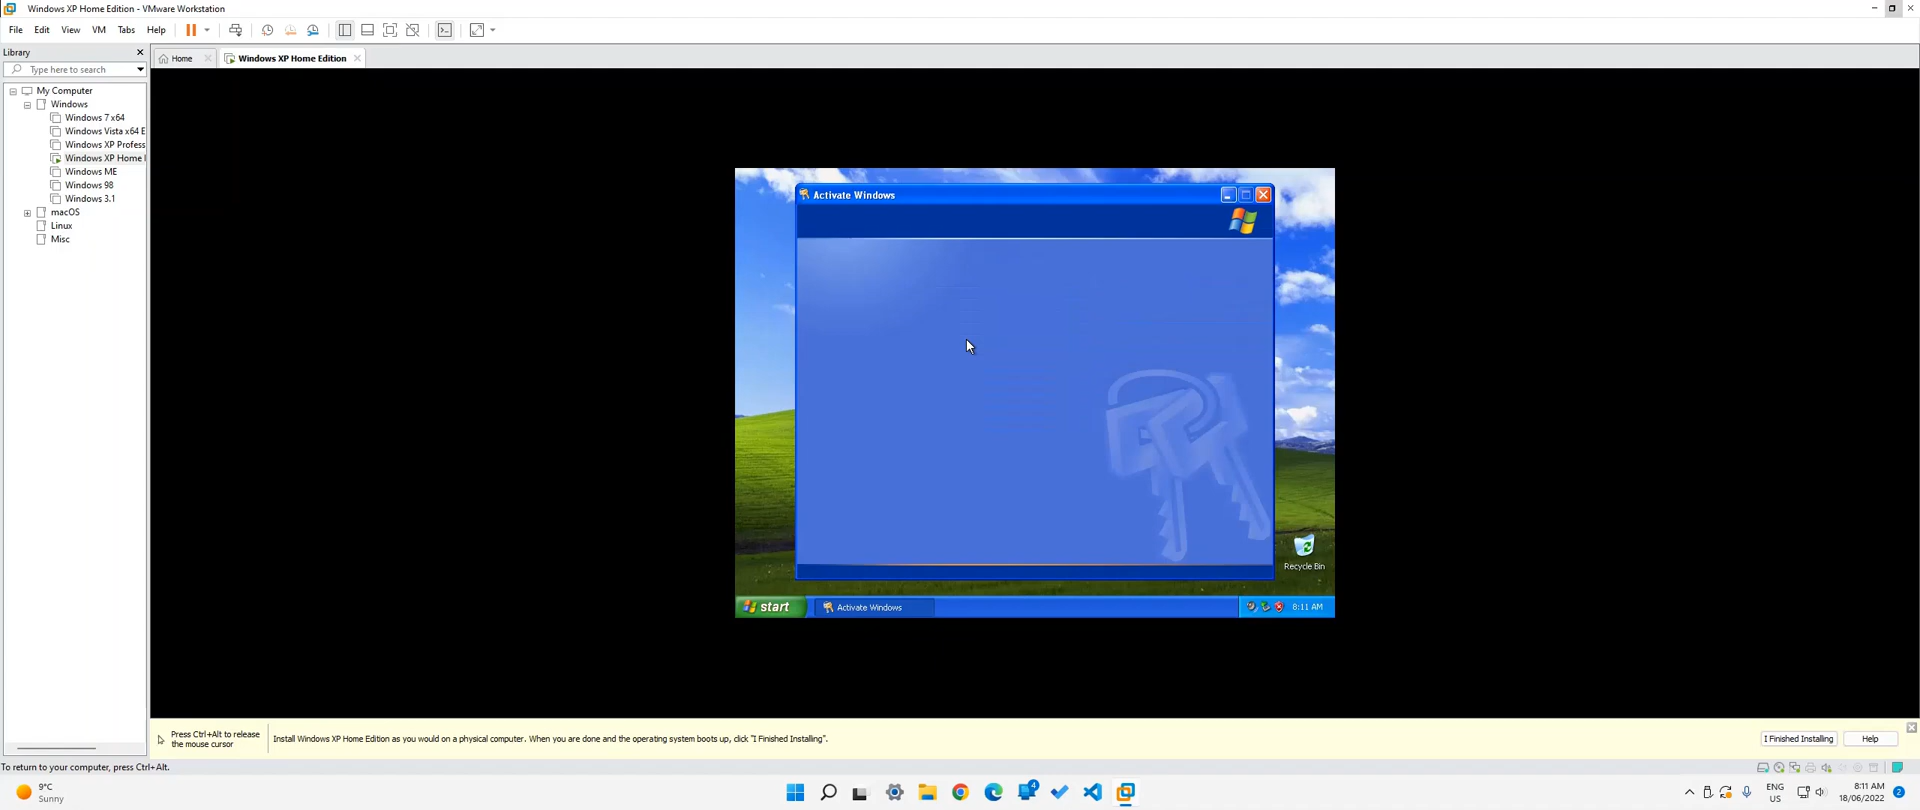 Windows XP Home Edition - VMware Workstation
File Edit View VM Tabs Help
Library
Type here to search
Home
Windows XP Home Edition
My Computer
Windows
Windows 7 x64
Windows Vista x64 E
Windows XP Profess
Windows XP Home
Windows ME
Windows 98
Windows 3.1
macOS
Linux
Misc
Activate Windows
Recycle Bin
start
Activate Windows
8:11 AM
Press Ctrl+Alt to release
the mouse cursor
Install Windows XP Home Edition as you would on a physical computer. When you are done and the operating system boots up, click "I Finished Installing".
I Finished Installing
Help
To return to your computer, press Ctrl+Alt.
9°C
Sunny
4
ENG
US
8:11 AM
18/06/2022
2